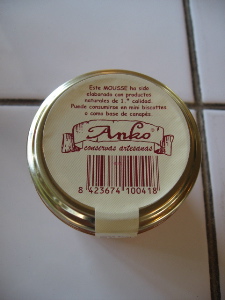 Este MOUSSE ha sido
elaborado con productos
naturales de 1.ª calidad.
Puede consumirse en mini biscottes
o como base de canapés.
Anko
conservas artesanas
8 423674 100418